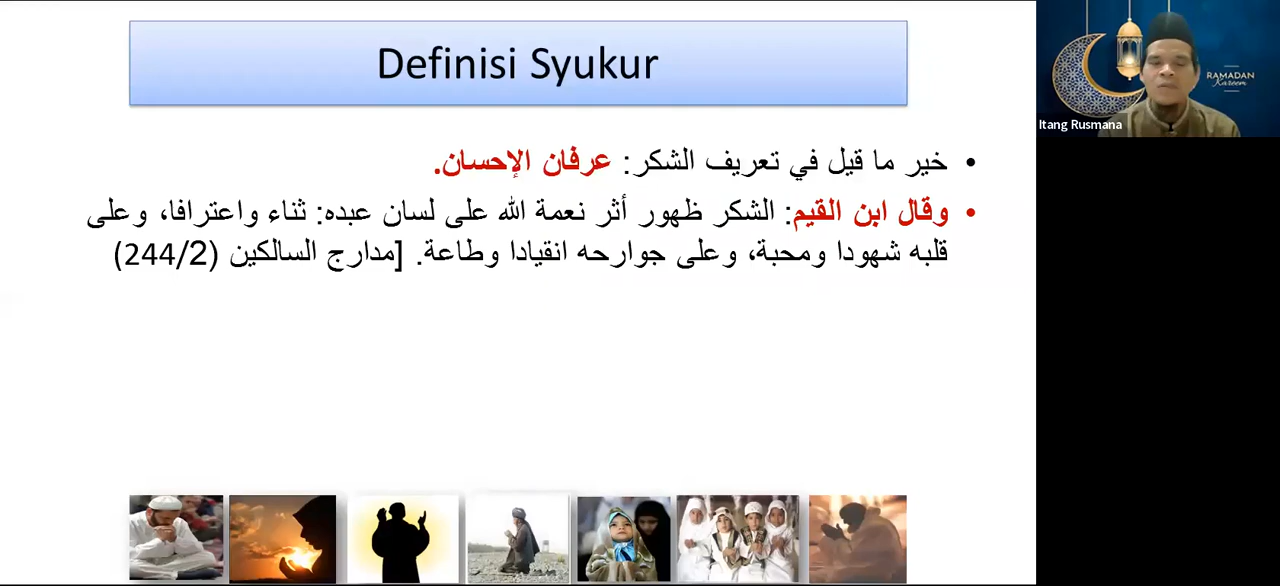 Definisi Syukur
• خير ما قيل في تعريف الشكر: عرفان الإحسان.
• وقال ابن القيم: الشكر ظهور أثر نعمة الله على لسان عبده: ثناء واعترافا، وعلى
قلبه شهودا ومحبة، وعلى جوارحه انقيادا وطاعة. [مدارج السالكين (244/2)
RAMADAN
Kareem
Itang Rusmana